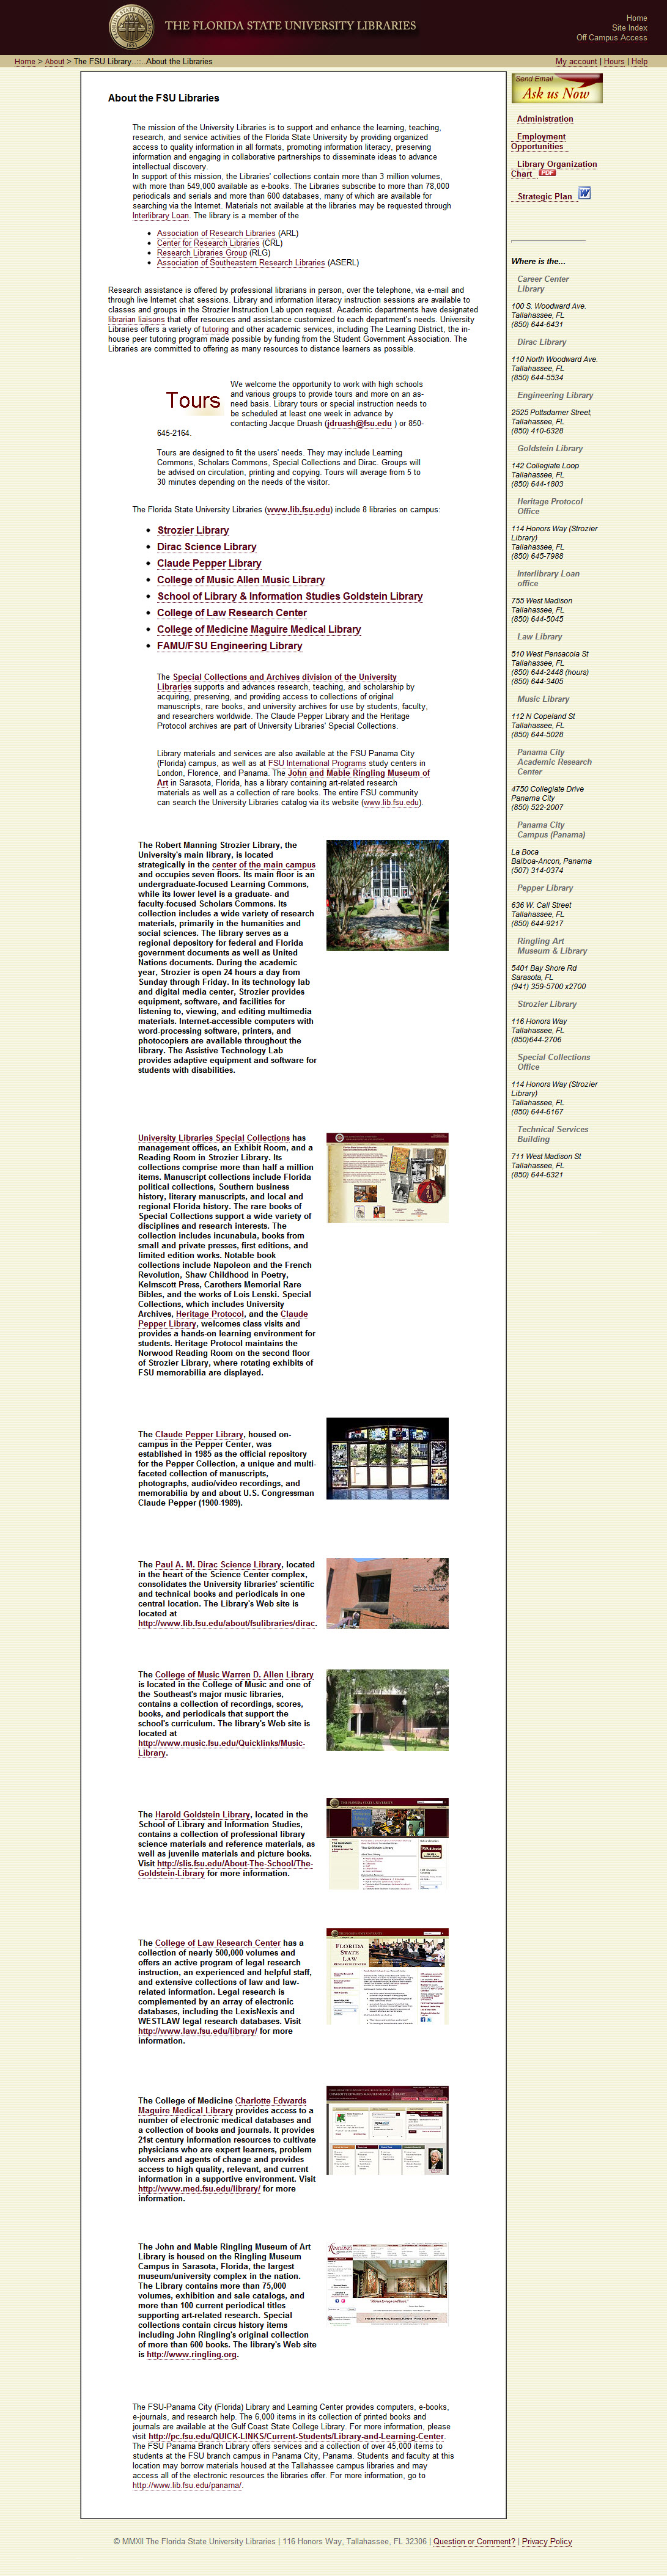 THE FLORIDA STATE UNIVERSITY LIBRARIES
Home
Site Index
Off Campus Access
Home > About > The FSU Library...::...About the Libraries
My account | Hours | Help
About the FSU Libraries
The mission of the University Libraries is to support and enhance the learning, teaching,
research, and service activities of the Florida State University by providing organized
access to quality information in all formats, promoting information literacy, preserving
information and engaging in collaborative partnerships to disseminate ideas to advance
intellectual discovery.
In support of this mission, the Libraries' collections contain more than 3 million volumes,
with more than 549,000 available as e-books. The Libraries subscribe to more than 78,000
periodicals and serials and more than 600 databases, many of which are available for
searching via the Internet. Materials not available at the libraries may be requested through
Interlibrary Loan. The library is a member of the
Association of Research Libraries (ARL)
Center for Research Libraries (CRL)
Research Libraries Group (RLG)
Association of Southeastern Research Libraries (ASERL)
Research assistance is offered by professional librarians in person, over the telephone, via e-mail and
through live Internet chat sessions. Library and information literacy instruction sessions are available to
classes and groups in the Strozier Instruction Lab upon request. Academic departments have designated
librarian liaisons that offer resources and assistance customized to each department's needs. University
Libraries offers a variety of tutoring and other academic services, including The Learning District, the in-
house peer tutoring program made possible by funding from the Student Government Association. The
Libraries are committed to offering as many resources to distance learners as possible.
Tours
We welcome the opportunity to work with high schools
and various groups to provide tours and more on an as-
need basis. Library tours or special instruction needs to
be scheduled at least one week in advance by
contacting Jacque Druash (jdruash@fsu.edu ) or 850-
645-2164.
Tours are designed to fit the users' needs. They may include Learning
Commons, Scholars Commons, Special Collections and Dirac. Groups will
be advised on circulation, printing and copying. Tours will average from 5 to
30 minutes depending on the needs of the visitor.
The Florida State University Libraries (www.lib.fsu.edu) include 8 libraries on campus:
Strozier Library
Dirac Science Library
Claude Pepper Library
College of Music Allen Music Library
School of Library & Information Studies Goldstein Library
College of Law Research Center
College of Medicine Maguire Medical Library
FAMU/FSU Engineering Library
The Special Collections and Archives division of the University
Libraries supports and advances research, teaching, and scholarship by
acquiring, preserving, and providing access to collections of original
manuscripts, rare books, and university archives for use by students, faculty,
and researchers worldwide. The Claude Pepper Library and the Heritage
Protocol archives are part of University Libraries' Special Collections.
Library materials and services are also available at the FSU Panama City
(Florida) campus, as well as at FSU International Programs study centers in
London, Florence, and Panama. The John and Mable Ringling Museum of
Art in Sarasota, Florida, has a library containing art-related research
materials as well as a collection of rare books. The entire FSU community
can search the University Libraries catalog via its website (www.lib.fsu.edu).
The Robert Manning Strozier Library, the
University's main library, is located
strategically in the center of the main campus
and occupies seven floors. Its main floor is an
undergraduate-focused Learning Commons,
while its lower level is a graduate- and
faculty-focused Scholars Commons. Its
collection includes a wide variety of research
materials, primarily in the humanities and
social sciences. The library serves as a
regional depository for federal and Florida
government documents as well as United
Nations documents. During the academic
year, Strozier is open 24 hours a day from
Sunday through Friday. In its technology lab
and digital media center, Strozier provides
equipment, software, and facilities for
listening to, viewing, and editing multimedia
materials. Internet-accessible computers with
word-processing software, printers, and
photocopiers are available throughout the
library. The Assistive Technology Lab
provides adaptive equipment and software for
students with disabilities.
University Libraries Special Collections has
management offices, an Exhibit Room, and a
Reading Room in Strozier Library. Its
collections comprise more than half a million
items. Manuscript collections include Florida
political collections, Southern business
history, literary manuscripts, and local and
regional Florida history. The rare books of
Special Collections support a wide variety of
disciplines and research interests. The
collection includes incunabula, books from
small and private presses, first editions, and
limited edition works. Notable book
collections include Napoleon and the French
Revolution, Shaw Childhood in Poetry,
Kelmscott Press, Carothers Memorial Rare
Bibles, and the works of Lois Lenski. Special
Collections, which includes University
Archives, Heritage Protocol, and the Claude
Pepper Library, welcomes class visits and
provides a hands-on learning environment for
students. Heritage Protocol maintains the
Norwood Reading Room on the second floor
of Strozier Library, where rotating exhibits of
FSU memorabilia are displayed.
The Claude Pepper Library, housed on-
campus in the Pepper Center, was
established in 1985 as the official repository
for the Pepper Collection, a unique and multi-
faceted collection of manuscripts,
photographs, audio/video recordings, and
memorabilia by and about U.S. Congressman
Claude Pepper (1900-1989).
The Paul A. M. Dirac Science Library, located
in the heart of the Science Center complex,
consolidates the University libraries' scientific
and technical books and periodicals in one
central location. The Library's Web site is
located at
http://www.lib.fsu.edu/about/fsulibraries/dirac.
The College of Music Warren D. Allen Library
is located in the College of Music and one of
the Southeast's major music libraries,
contains a collection of recordings, scores,
books, and periodicals that support the
school's curriculum. The library's Web site is
located at
http://www.music.fsu.edu/Quicklinks/Music-
Library.
The Harold Goldstein Library, located in the
School of Library and Information Studies,
contains a collection of professional library
science materials and reference materials, as
well as juvenile materials and picture books.
Visit http://slis.fsu.edu/About-The-School/The-
Goldstein-Library for more information.
The College of Law Research Center has a
collection of nearly 500,000 volumes and
offers an active program of legal research
instruction, an experienced and helpful staff,
and extensive collections of law and law-
related information. Legal research is
complemented by an array of electronic
databases, including the LexisNexis and
WESTLAW legal research databases. Visit
http://www.law.fsu.edu/library/ for more
information.
FLORIDA
STATE
LAW
The College of Medicine Charlotte Edwards
Maguire Medical Library provides access to a
number of electronic medical databases and
a collection of books and journals. It provides
21st century information resources to cultivate
physicians who are expert learners, problem
solvers and agents of change and provides
access to high quality, relevant, and current
information in a supportive environment. Visit
http://www.med.fsu.edu/library/ for more
information.
The John and Mable Ringling Museum of Art
Library is housed on the Ringling Museum
Campus in Sarasota, Florida, the largest
museum/university complex in the nation.
The Library contains more than 75,000
volumes, exhibition and sale catalogs, and
more than 100 current periodical titles
supporting art-related research. Special
collections contain circus history items
including John Ringling's original collection
of more than 600 books. The library's Web site
is http://www.ringling.org.
The FSU-Panama City (Florida) Library and Learning Center provides computers, e-books,
e-journals, and research help. The 6,000 items in its collection of printed books and
journals are available at the Gulf Coast State College Library. For more information, please
visit http://pc.fsu.edu/QUICK-LINKS/Current-Students/Library-and-Learning-Center.
The FSU Panama Branch Library offers services and a collection of over 45,000 items to
students at the FSU branch campus in Panama City, Panama. Students and faculty at this
location may borrow materials housed at the Tallahassee campus libraries and may
access all of the electronic resources the libraries offer. For more information, go to
http://www.lib.fsu.edu/panama/.
Send Email
Ask us Now
Administration
Employment
Opportunities
Library Organization
Chart PDF
Strategic Plan
Where is the...
Career Center
Library
100 S. Woodward Ave.
Tallahassee, FL
(850) 644-6431
Dirac Library
110 North Woodward Ave.
Tallahassee, FL
(850) 644-5534
Engineering Library
2525 Pottsdamer Street,
Tallahassee, FL
(850) 410-6328
Goldstein Library
142 Collegiate Loop
Tallahassee, FL
(850) 644-1803
Heritage Protocol
Office
114 Honors Way (Strozier
Library)
Tallahassee, FL
(850) 645-7988
Interlibrary Loan
office
755 West Madison
Tallahassee, FL
(850) 644-5045
Law Library
510 West Pensacola St
Tallahassee, FL
(850) 644-2448 (hours)
(850) 644-3405
Music Library
112 N Copeland St
Tallahassee, FL
(850) 644-5028
Panama City
Academic Research
Center
4750 Collegiate Drive
Panama City
(850) 522-2007
Panama City
Campus (Panama)
La Boca
Balboa-Ancon, Panama
(507) 314-0374
Pepper Library
636 W. Call Street
Tallahassee, FL
(850) 644-9217
Ringling Art
Museum & Library
5401 Bay Shore Rd
Sarasota, FL
(941) 359-5700 x2700
Strozier Library
116 Honors Way
Tallahassee, FL
(850)644-2706
Special Collections
Office
114 Honors Way (Strozier
Library)
Tallahassee, FL
(850) 644-6167
Technical Services
Building
711 West Madison St
Tallahassee, FL
(850) 644-6321
© MMXII The Florida State University Libraries | 116 Honors Way, Tallahassee, FL 32306 | Question or Comment? | Privacy Policy